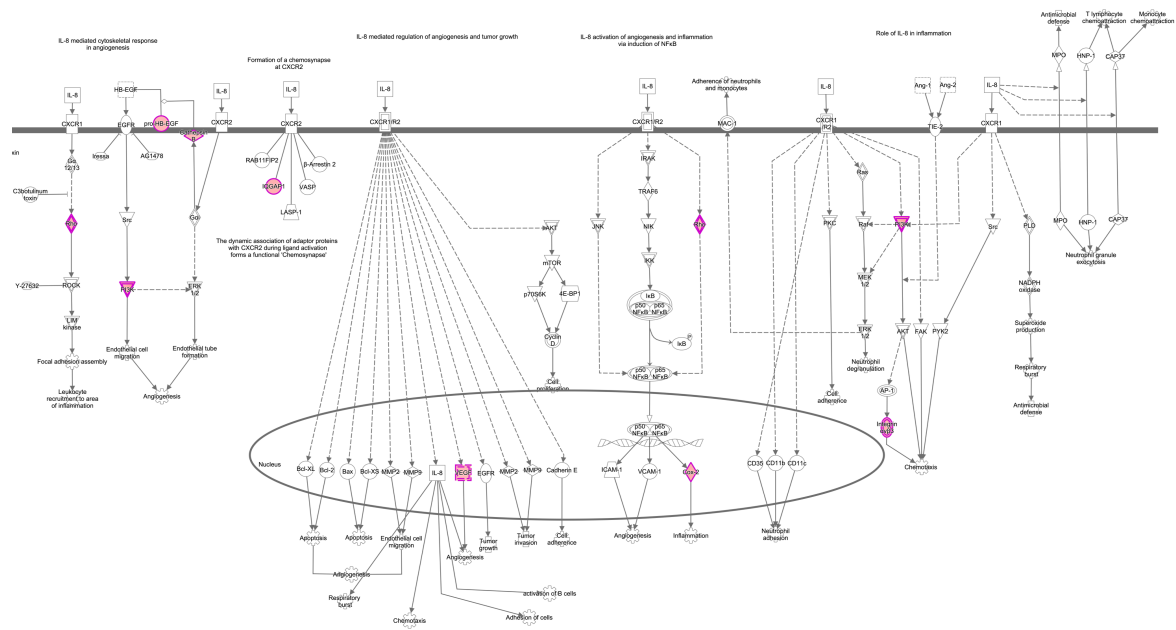 IL-8 mediated cytoskeletal response
in angiogenesis
Formation of a chemosynapse
at CXCR2
IL-8 mediated regulation of angiogenesis and tumor growth
IL-8 activation of angiogenesis and inflammation
via induction of NFκB
Role of IL-8 in inflammation
Antimicrobial
defense
T lymphocyte
chemoattraction
Monocyte
chemoattraction
MPO
HNP-1
CAP37
IL-8
HB-EGF
IL-8
IL-8
IL-8
IL-8
Adherence of neutrophils
and monocytes
IL-8
Ang-1
Ang-2
IL-8
CXCR1
EGFR
pro HB-EGF
CXCR2
CXCR2
CXCR1/R2
CXCR1/R2
MAC-1
CXCR1
/R2
TIE-2
CXCR1
xin
Gα
12/13
Iressa
AG1478
RAB11FIP2
β-Arrestin 2
IRAK
Ras
C3botulinum
toxin
VASP
TRAF6
LASP-1
Src
Gαi
JNK
NIK
PKC
Raf
Src
PLD
MPO
HNP-1
CAP37
The dynamic association of adaptor proteins
with CXCR2 during ligand activation
forms a functional 'Chemosynapse'
AKT
mTOR
IKK
Neutrophil granule
exocytosis
Y-27632
ROCK
PI3K
ERK
1/2
p70S6K
4E-BP1
MEK
1/2
NADPH
oxidase
IκB
p50
p65
NFκB
NFκB
LIM
kinase
Cyclin
D
P
IκB
ERK
1/2
AKT
FAK
PYK2
Superoxide
production
Focal adhesion assembly
Endothelial cell
migration
Endothelial tube
formation
Neutrophil
degranulation
Respiratory
burst
p50
p65
NFκB
NFκB
Leukocyte
recruitment to area
of inflammation
Angiogenesis
Cell
proliferation
Cell
adherence
AP-1
Antimicrobial
defense
p50
p65
NFκB
NFκB
Integrin
Nucleus
Bcl-XL
Bcl-2
Bax
Bcl-XS
MMP2
MMP9
IL-8
VEGF
EGFR
MMP2
MMP9
Cadherin E
ICAM-1
VCAM-1
Cox-2
CD35
CD11b
CD11c
Chemotaxis
Apoptosis
Apoptosis
Endothelial cell
migration
Angiogenesis
Tumor
growth
Tumor
invasion
Cell
adherence
Angiogenesis
Inflammation
Neutrophil
adhesion
Angiogenesis
Respiratory
burst
Chemotaxis
activation of B cells
Adhesion of cells